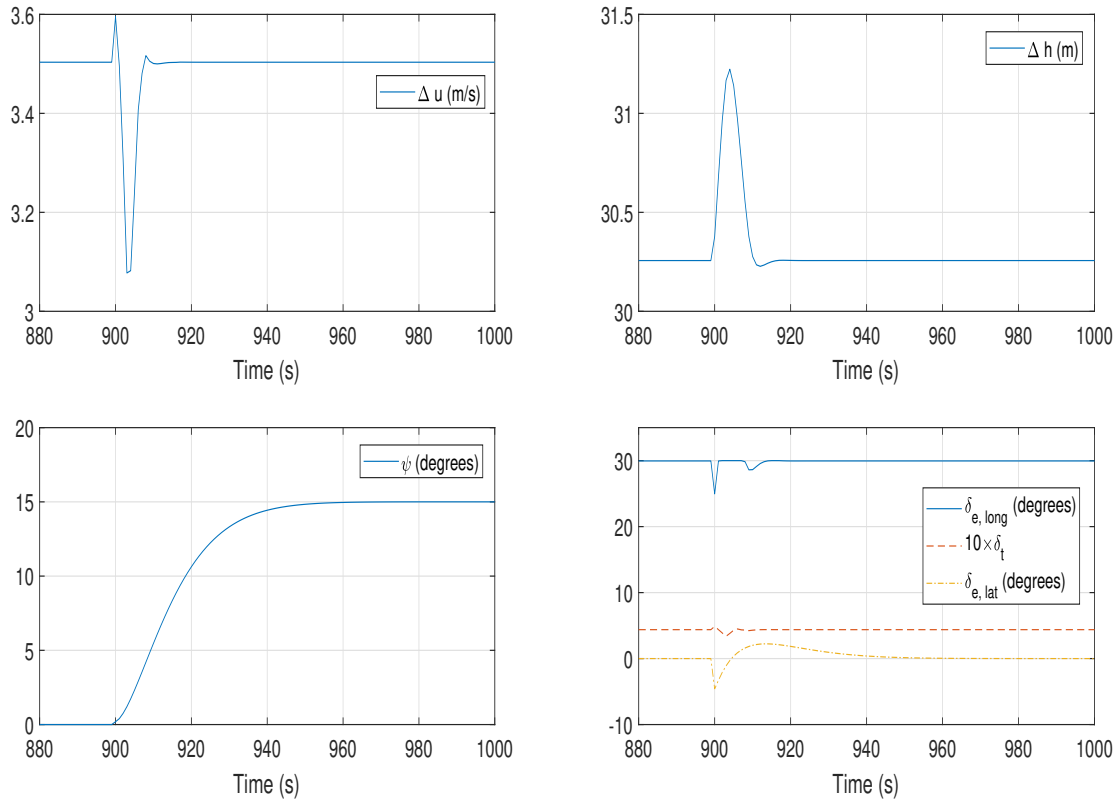 3.6
3.4
3.2
3
880 900 920 940 960 980 1000
Time (s)
Δ u (m/s)
31.5
31
30.5
30
880 900 920 940 960 980 1000
Time (s)
Δ h (m)
20
15
10
5
0
880 900 920 940 960 980 1000
Time (s)
ψ (degrees)
30
20
10
0
-10
880 900 920 940 960 980 1000
Time (s)
δe, long (degrees)
10×δt
δe, lat (degrees)